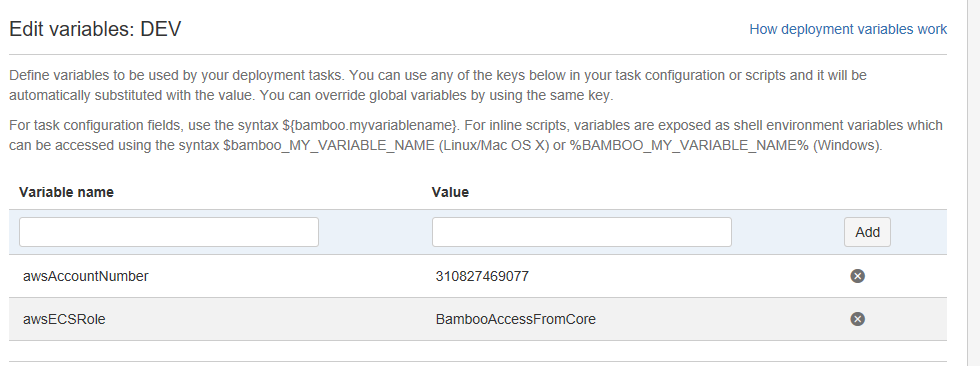 Edit variables: DEV
How deployment variables work
Define variables to be used by your deployment tasks. You can use any of the keys below in your task configuration or scripts and it will be
automatically substituted with the value. You can override global variables by using the same key.
For task configuration fields, use the syntax ${bamboo.myvariablename}. For inline scripts, variables are exposed as shell environment variables which
can be accessed using the syntax $bamboo_MY_VARIABLE_NAME (Linux/Mac OS X) or %BAMBOO_MY_VARIABLE_NAME% (Windows).
Variable name Value
Add
awsAccountNumber 310827469077
awsECSRole BambooAccessFromCore